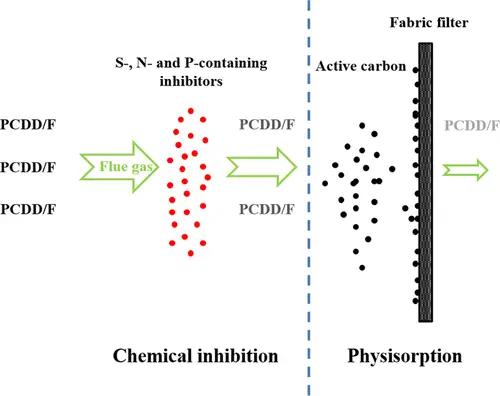 Fabric filter
S-, N- and P-containing
inhibitors
Active carbon
PCDD/F
PCDD/F
PCDD/F
PCDD/F
Flue gas
PCDD/F
PCDD/F
Chemical inhibition
Physisorption